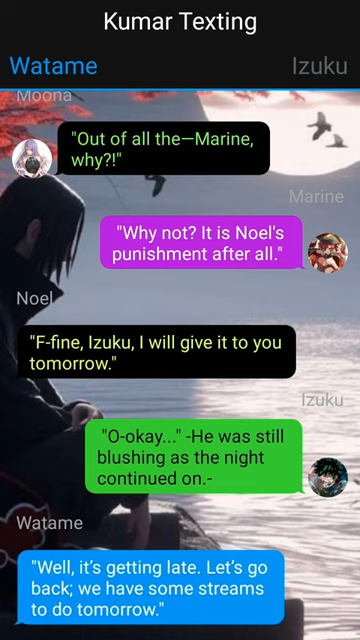 Kumar Texting
Watame
Izuku
Moona
"Out of all the—Marine,
why?!"
Marine
"Why not? It is Noel's
punishment after all."
Noel
"F-fine, Izuku, I will give it to you
tomorrow."
Izuku
"O-okay..." -He was still
blushing as the night
continued on.-
Watame
"Well, it’s getting late. Let’s go
back; we have some streams
to do tomorrow."